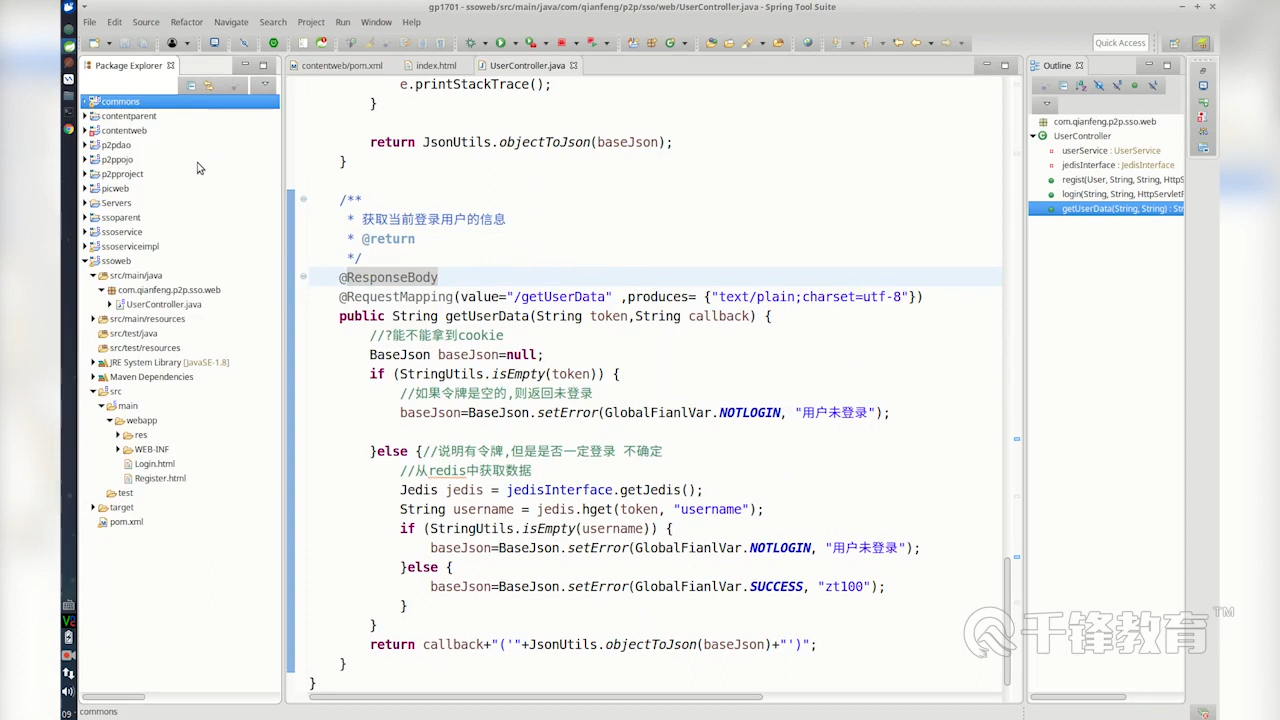 gp1701 - ssoweb/src/main/java/com/qianfeng/p2p/sso/web/UserController.java - Spring Tool Suite
File Edit Source Refactor Navigate Search Project Run Window Help
Quick Access
Package Explorer
commons
contentparent
contentweb
p2pdao
p2ppojo
p2pproject
picweb
Servers
ssoparent
ssoservice
ssoserviceimpl
ssoweb
src/main/java
com.qianfeng.p2p.sso.web
UserController.java
src/main/resources
src/test/java
src/test/resources
JRE System Library [JavaSE-1.8]
Maven Dependencies
src
main
webapp
res
WEB-INF
Login.html
Register.html
test
target
pom.xml
contentweb/pom.xml index.html UserController.java
e.printStackTrace();
}
return JsonUtils.objectToJson(baseJson);
}
/**
* 获取当前登录用户的信息
* @return
*/
@ResponseBody
@RequestMapping(value="/getUserData" ,produces= {"text/plain;charset=utf-8"})
public String getUserData(String token,String callback) {
//?能不能拿到cookie
BaseJson baseJson=null;
if (StringUtils.isEmpty(token)) {
//如果令牌是空的,则返回未登录
baseJson=BaseJson.setError(GlobalFianlVar.NOTLOGIN, "用户未登录");
}else {//说明有令牌,但是是否一定登录 不确定
//从redis中获取数据
Jedis jedis = jedisInterface.getJedis();
String username = jedis.hget(token, "username");
if (StringUtils.isEmpty(username)) {
baseJson=BaseJson.setError(GlobalFianlVar.NOTLOGIN, "用户未登录");
}else {
baseJson=BaseJson.setError(GlobalFianlVar.SUCCESS, "zt100");
}
}
return callback+"('"+JsonUtils.objectToJson(baseJson)+"')";
}
}
Outline
com.qianfeng.p2p.sso.web
UserController
userService : UserService
jedisInterface : JedisInterface
regist(User, String, String, HttpS
login(String, String, HttpServletF
getUserData(String, String) : Str
千锋教育 TM
commons
09